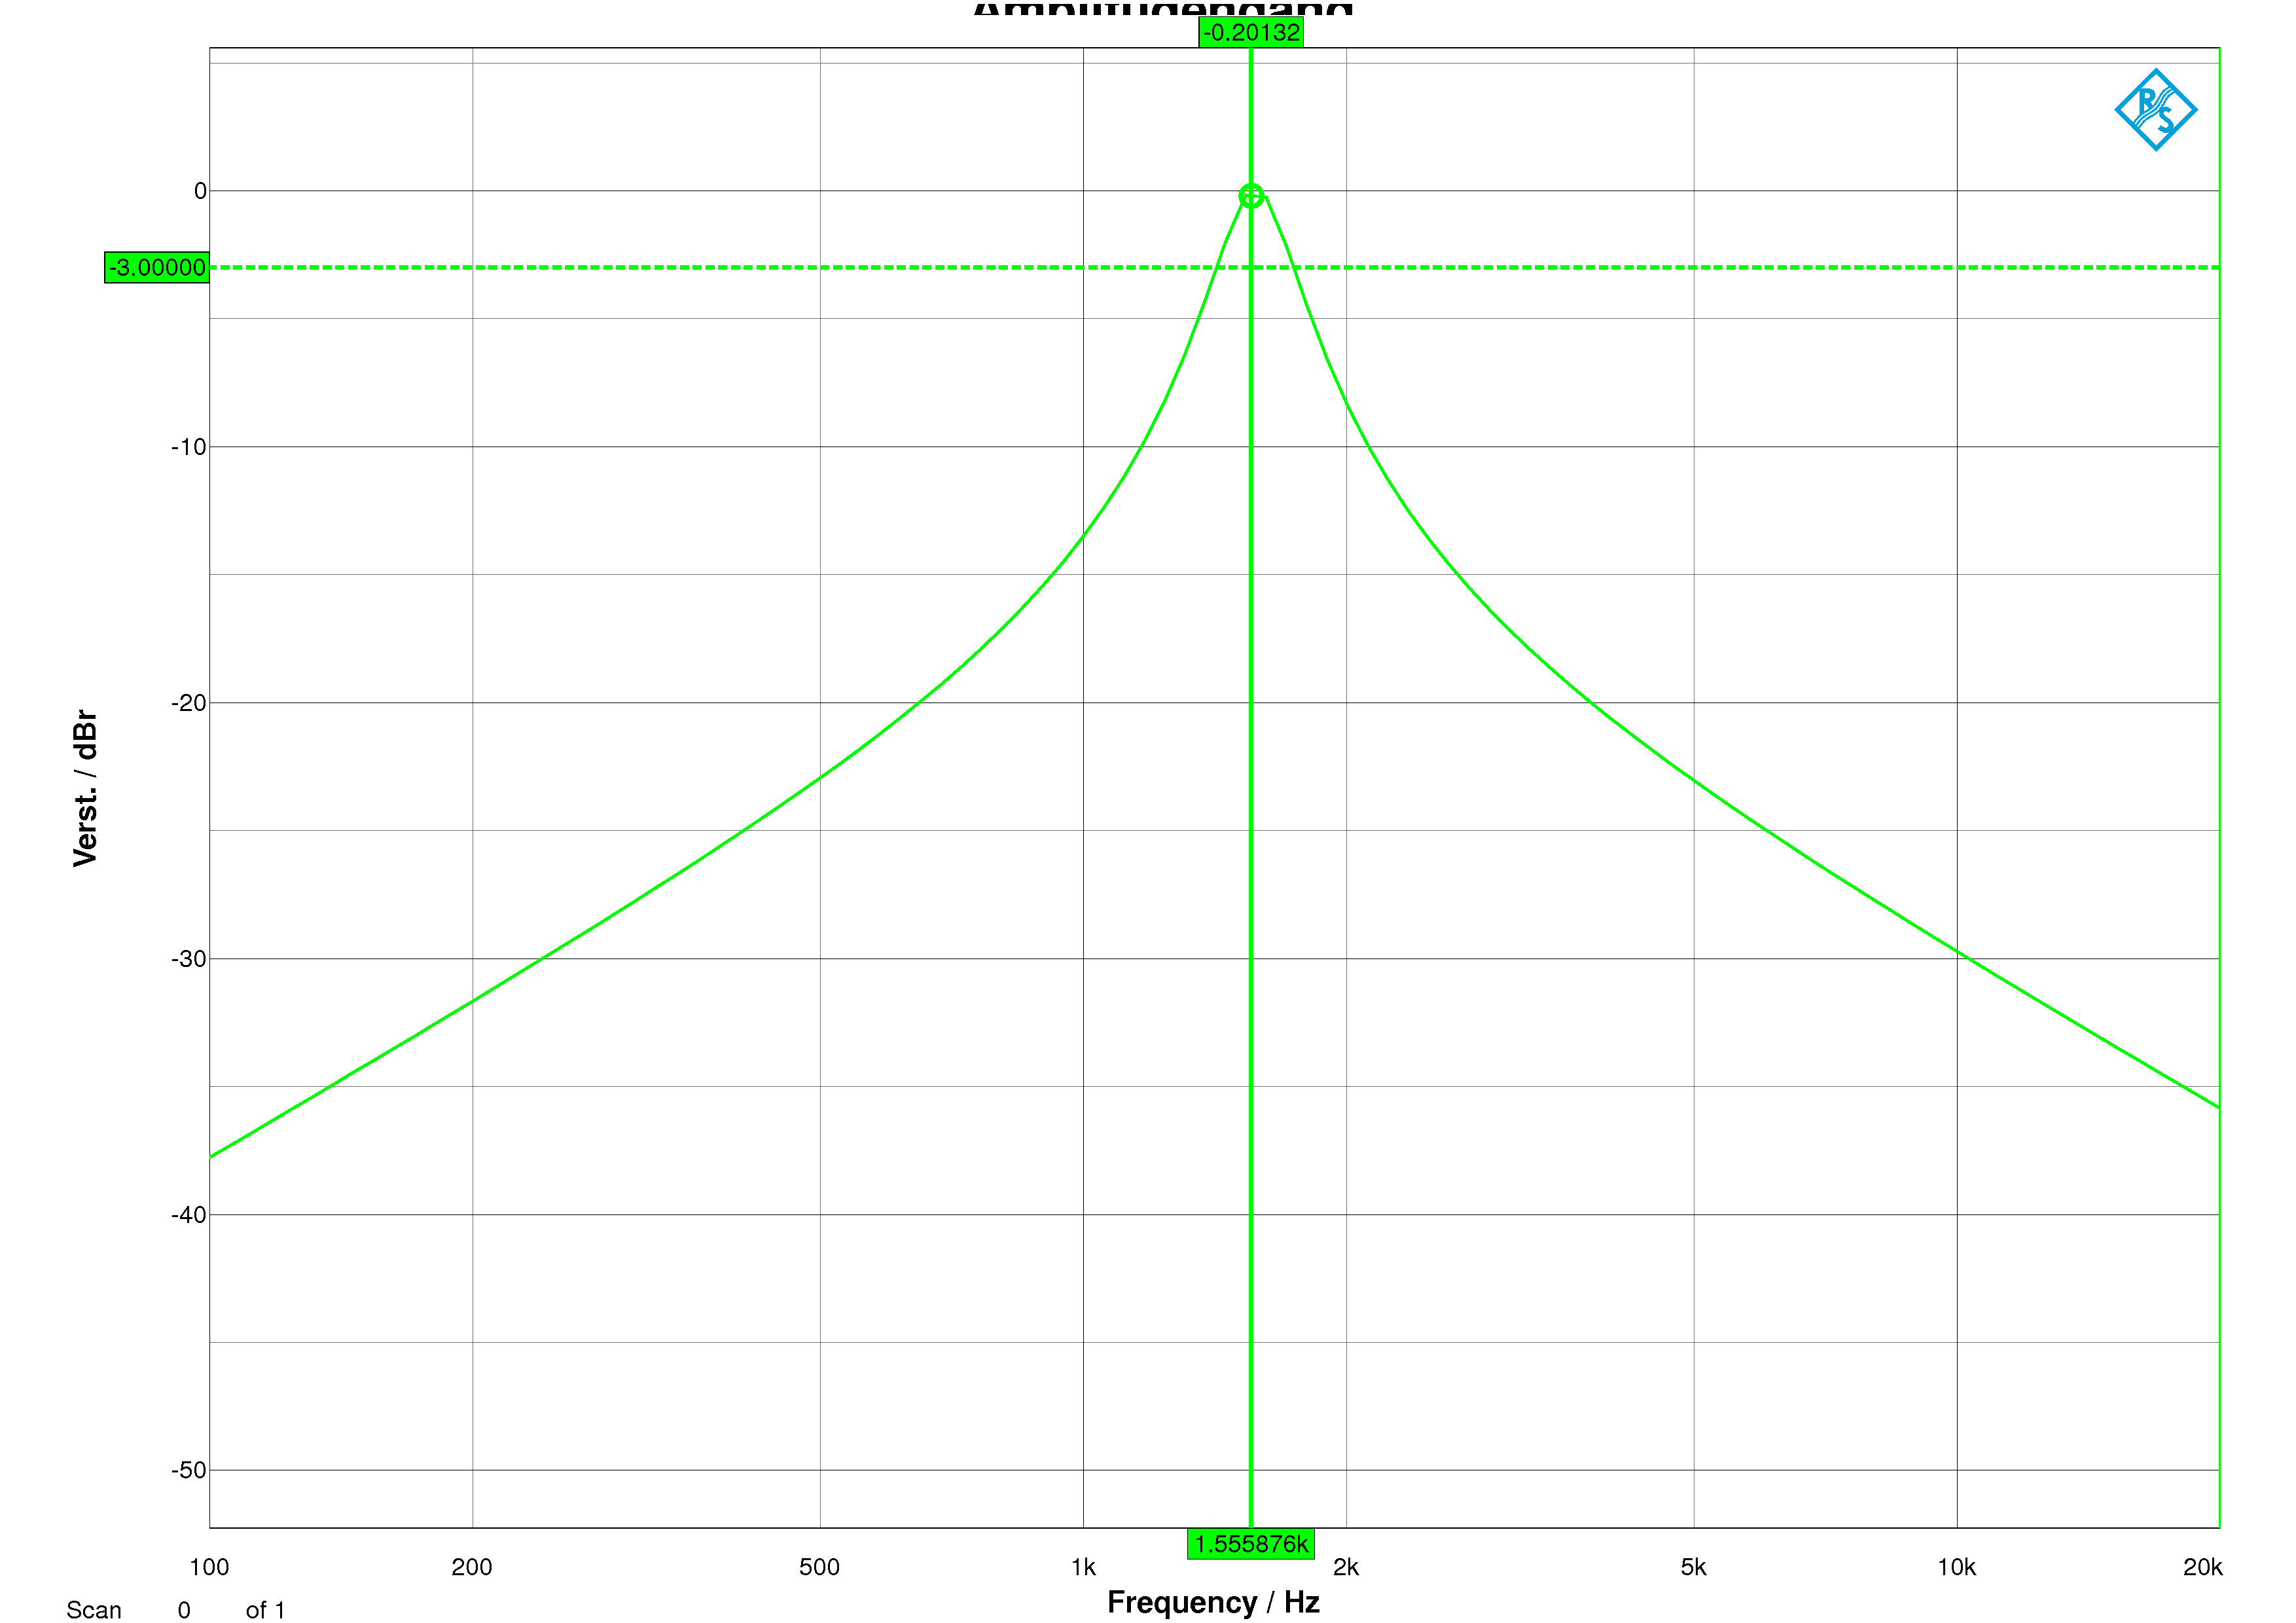 -0.20132
R
S
0
-3.00000
-10
-20
Verst. / dBr
-30
-40
-50
1.555876k
100 200 500 1k 2k 5k 10k 20k
Frequency / Hz
Scan 0 of 1